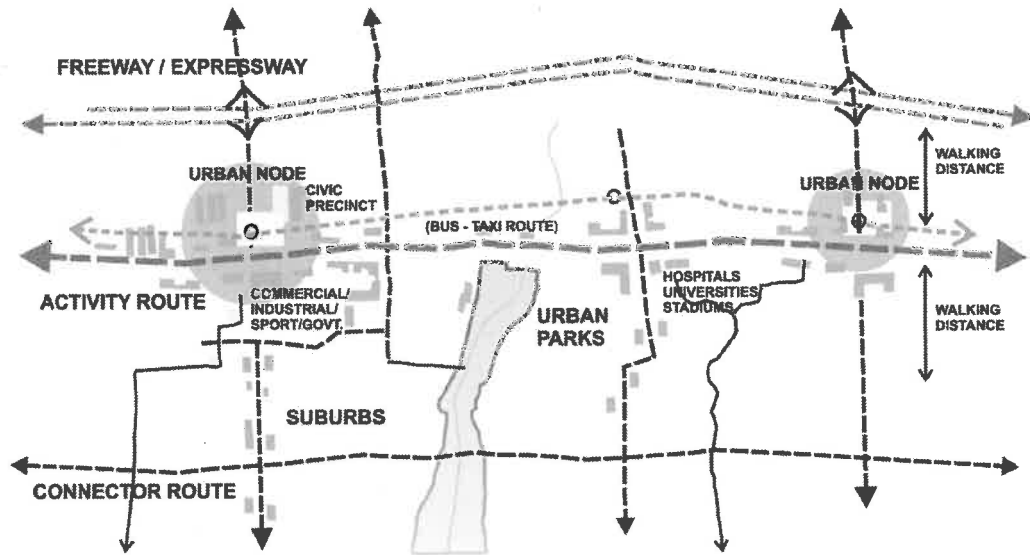 FREEWAY / EXPRESSWAY
URBAN NODE
CIVIC
PRECINCT
(BUS - TAXI ROUTE)
URBAN NODE
WALKING
DISTANCE
ACTIVITY ROUTE
COMMERCIAL/
INDUSTRIAL/
SPORT/GOVT.
URBAN
PARKS
HOSPITALS
UNIVERSITIES
STADIUMS
WALKING
DISTANCE
SUBURBS
CONNECTOR ROUTE